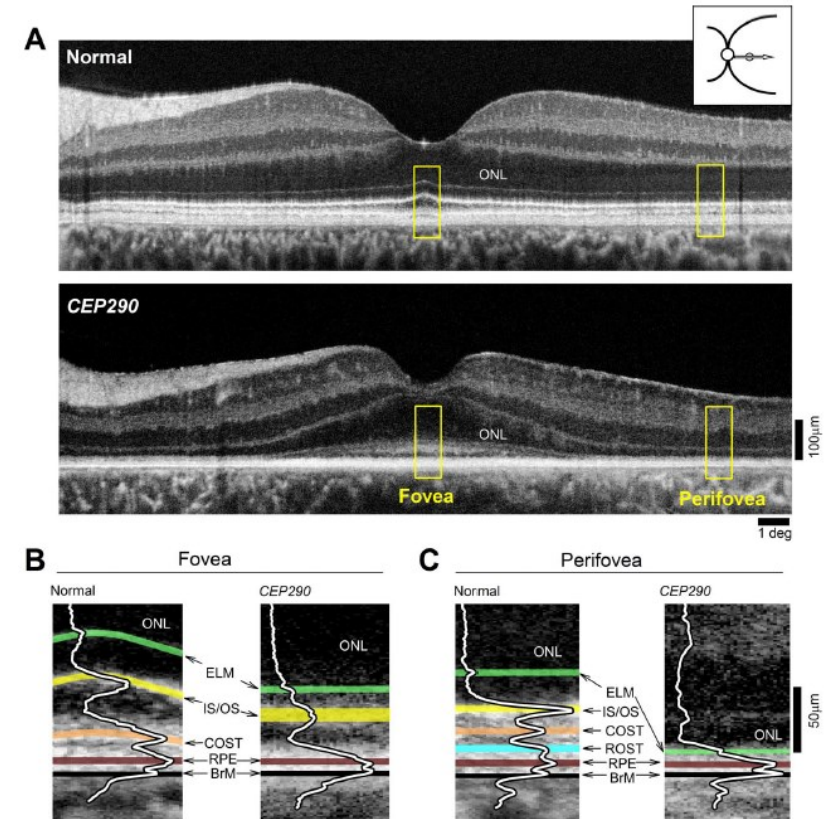 A
Normal
ONL
CEP290
ONL
Fovea
Perifovea
100μm
1 deg
B
Fovea
C
Perifovea
Normal
CEP290
Normal
CEP290
ONL
ONL
ELM
IS/OS
COST
RPE
BrM
ONL
ONL
ELM
IS/OS
COST
ROST
RPE
BrM
50μm